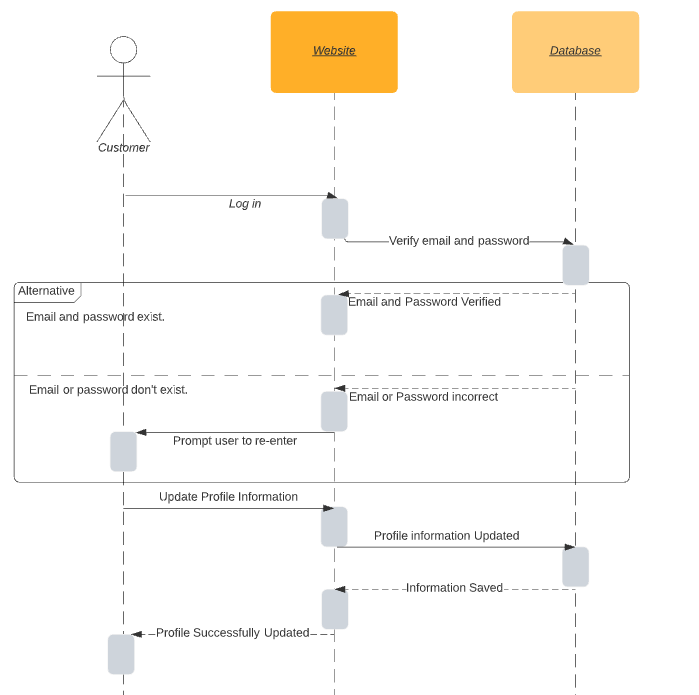 Website
Database
Customer
Log in
Verify email and password
Alternative
Email and Password Verified
Email and password exist.
Email or password don't exist.
Email or Password incorrect
Prompt user to re-enter
Update Profile Information
Profile information Updated
Information Saved
Profile Successfully Updated